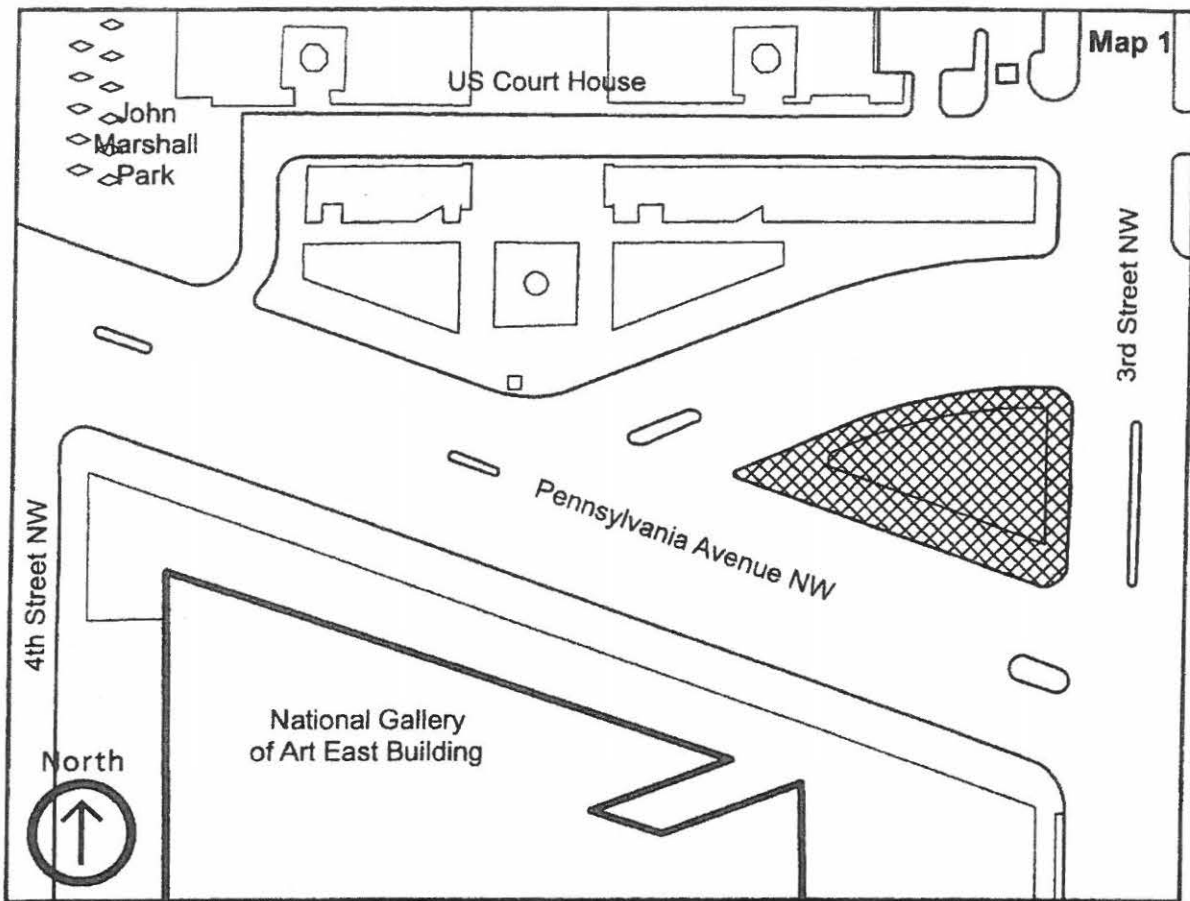 Map 1
US Court House
John
Marshall
Park
3rd Street NW
Pennsylvania Avenue NW
4th Street NW
National Gallery
of Art East Building
North